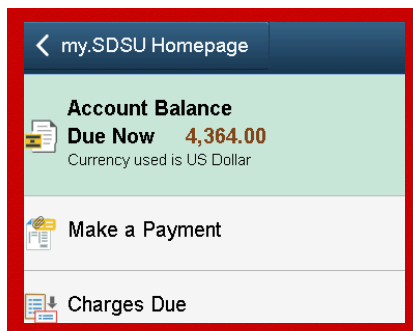 my.SDSU Homepage
Account Balance
Due Now 4,364.00
Currency used is US Dollar
Make a Payment
Charges Due